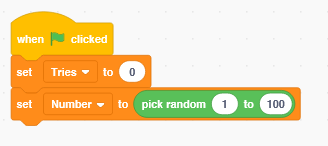 when clicked
set Tries to 0
set Number to pick random 1 to 100